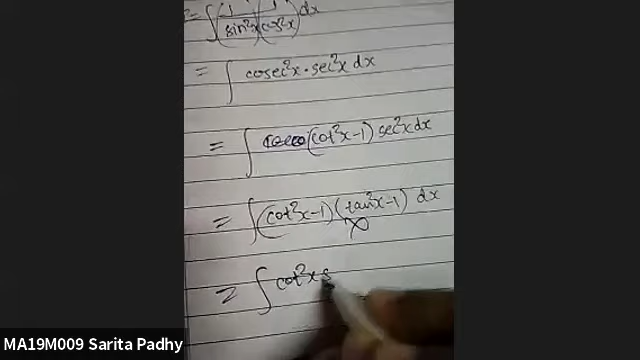 = ∫ (1/sin²x)(1/cos²x) dx
= ∫ cosec²x · sec²x dx
= ∫ (cot²x-1) sec²x dx
= ∫ (cot²x-1) (tan²x-1) dx
= ∫ cot²x s
MA19M009 Sarita Padhy